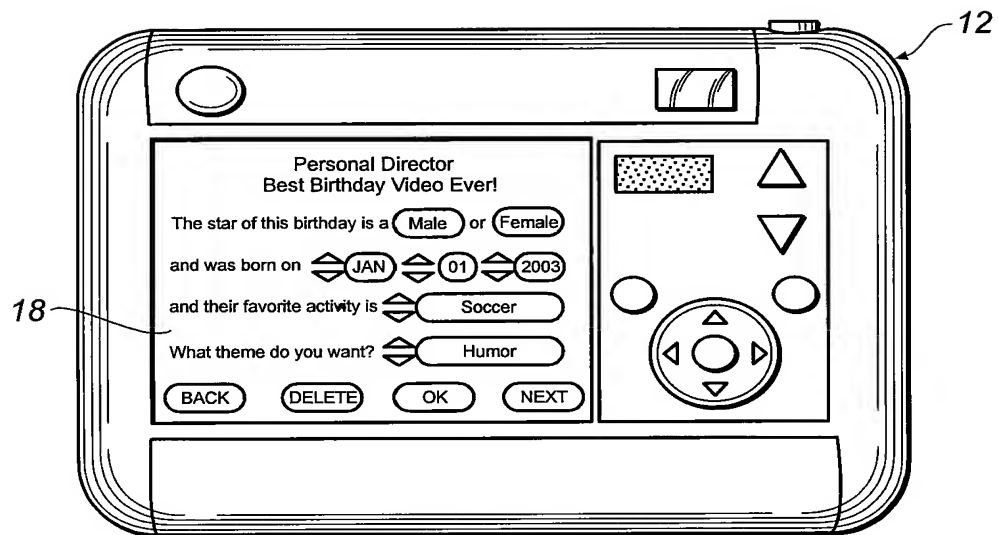 12
Personal Director
Best Birthday Video Ever!
The star of this birthday is a Male or Female
and was born on JAN 01 2003
18
and their favorite activity is Soccer
What theme do you want? Humor
BACK DELETE OK NEXT